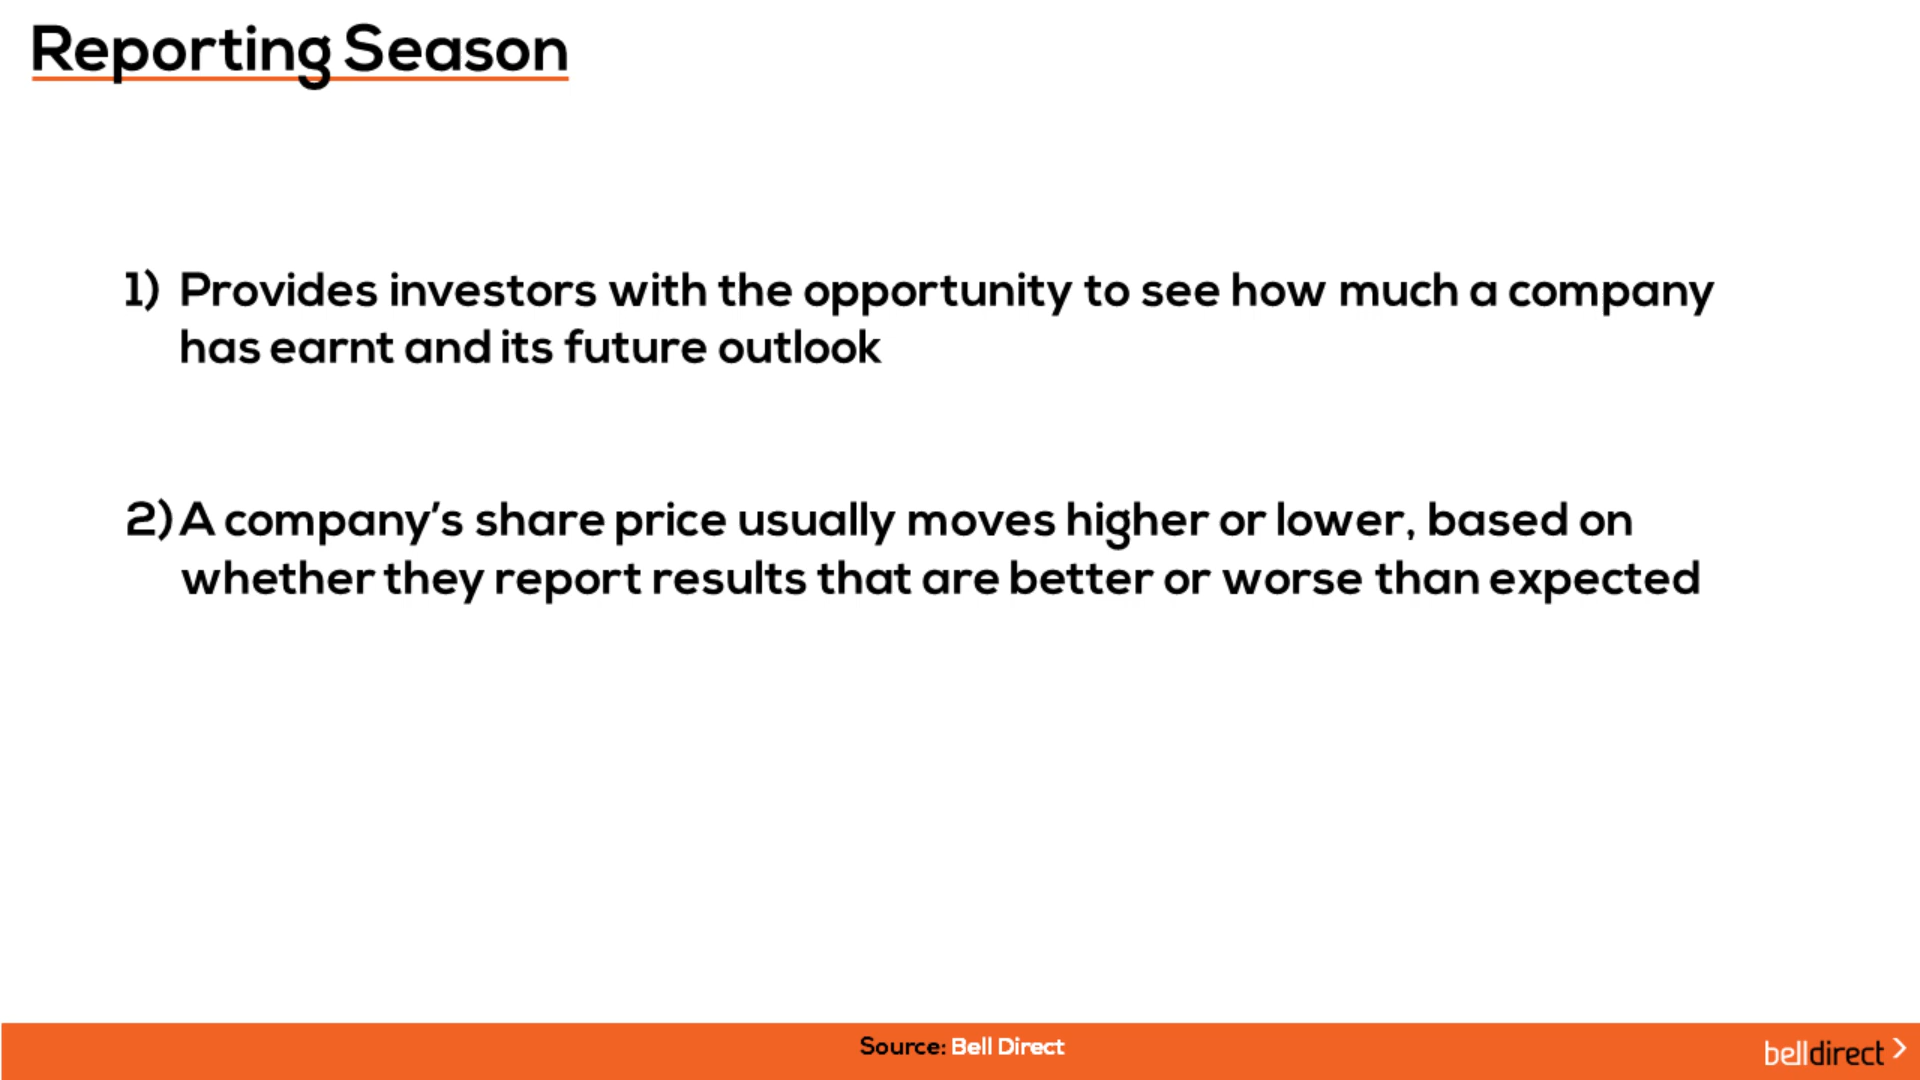 Reporting Season
1) Provides investors with the opportunity to see how much a company
has earnt and its future outlook
2) A company’s share price usually moves higher or lower, based on
whether they report results that are better or worse than expected
Source: Bell Direct
belldirect